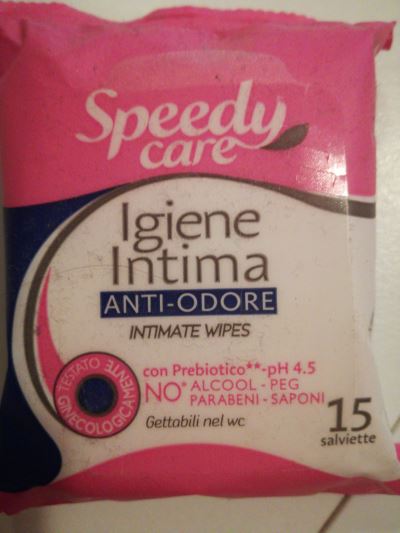 Speedy
care
Igiene
Intima
ANTI-ODORE
INTIMATE WIPES
TESTATO GINECOLOGICAMENTE
con Prebiotico**-pH 4.5
NO* ALCOOL - PEG
PARABENI - SAPONI
Gettabili nel wc
15
salviette